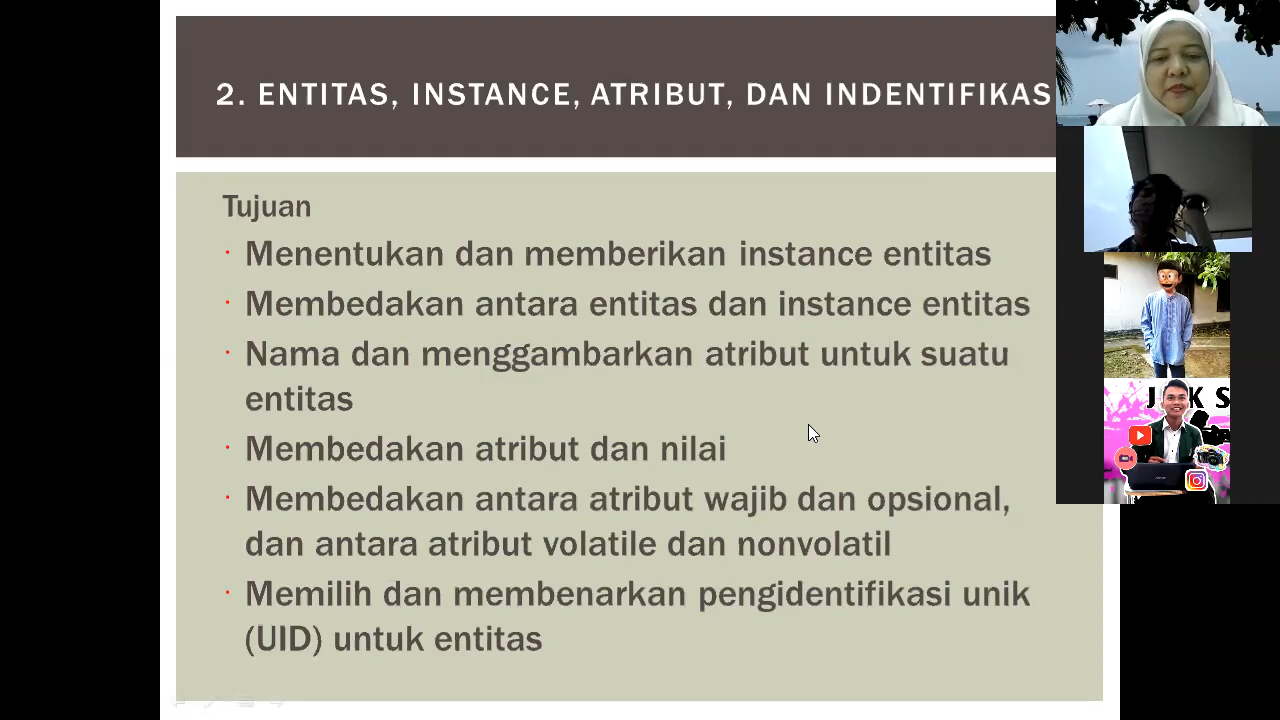 2. ENTITAS, INSTANCE, ATRIBUT, DAN INDENTIFIKAS
Tujuan
· Menentukan dan memberikan instance entitas
· Membedakan antara entitas dan instance entitas
· Nama dan menggambarkan atribut untuk suatu
entitas
· Membedakan atribut dan nilai
· Membedakan antara atribut wajib dan opsional,
dan antara atribut volatile dan nonvolatil
· Memilih dan membenarkan pengidentifikasi unik
(UID) untuk entitas